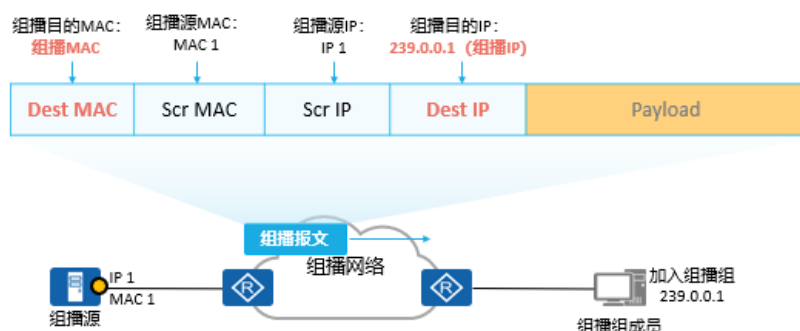 组播目的MAC：
组播MAC
组播源MAC：
MAC 1
组播源IP：
IP 1
组播目的IP：
239.0.0.1（组播IP）
Dest MAC
Scr MAC
Scr IP
Dest IP
Payload
组播报文
组播网络
IP 1
MAC 1
组播源
R
R
加入组播组
239.0.0.1
组播组成员